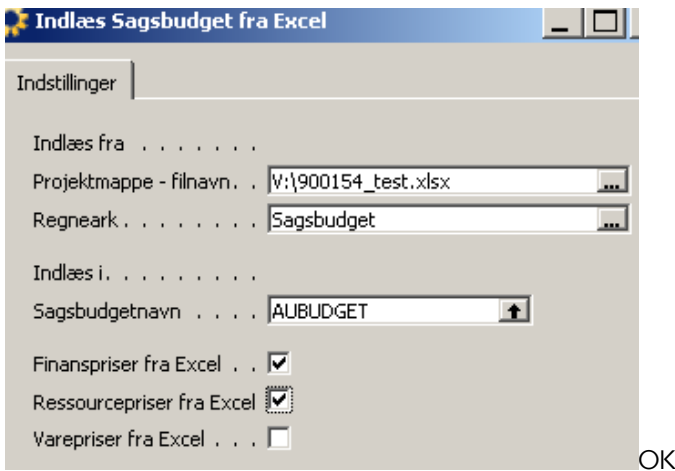 Indlæs Sagsbudget fra Excel
Indstillinger
Indlæs fra . . . . . . .
Projektmappe - filnavn. . V:\900154_test.xlsx ...
Regneark . . . . . . . . Sagsbudget ...
Indlæs i. . . . . . . . .
Sagsbudgetnavn . . . . AUBUDGET
Finanspriser fra Excel . .
Ressourcepriser fra Excel
Varepriser fra Excel . . .
OK